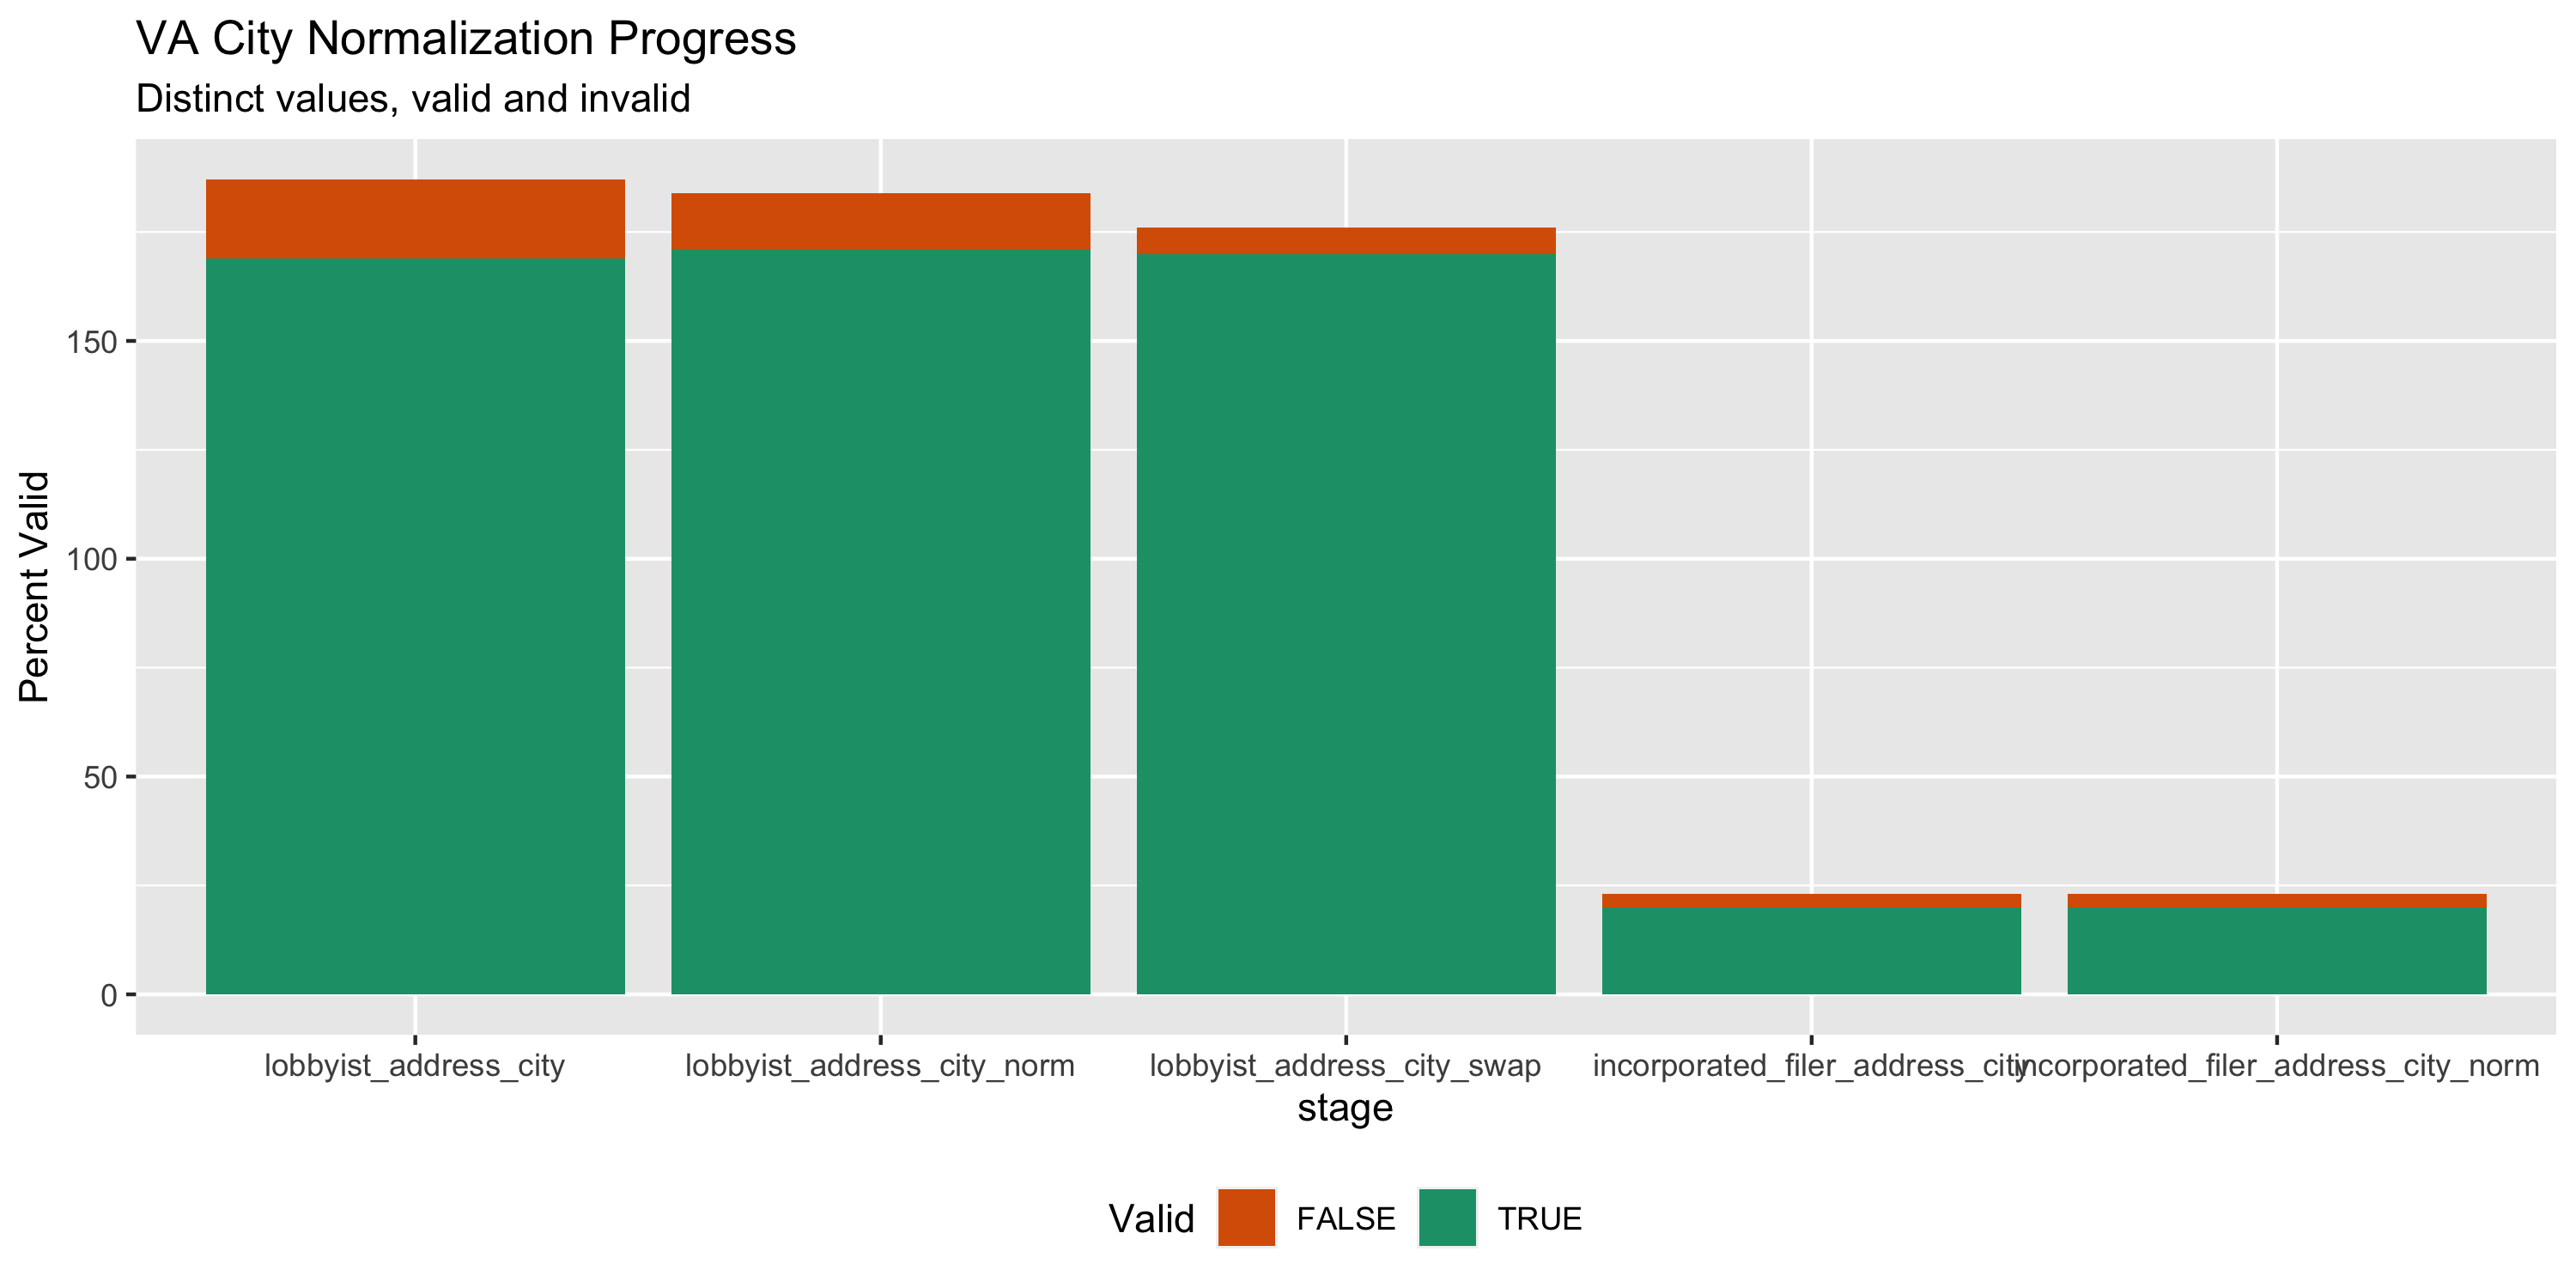 VA City Normalization Progress
Distinct values, valid and invalid
Percent Valid
150
100
50
0
lobbyist_address_city lobbyist_address_city_norm lobbyist_address_city_swap incorporated_filer_address_city incorporated_filer_address_city_norm
stage
Valid FALSE TRUE